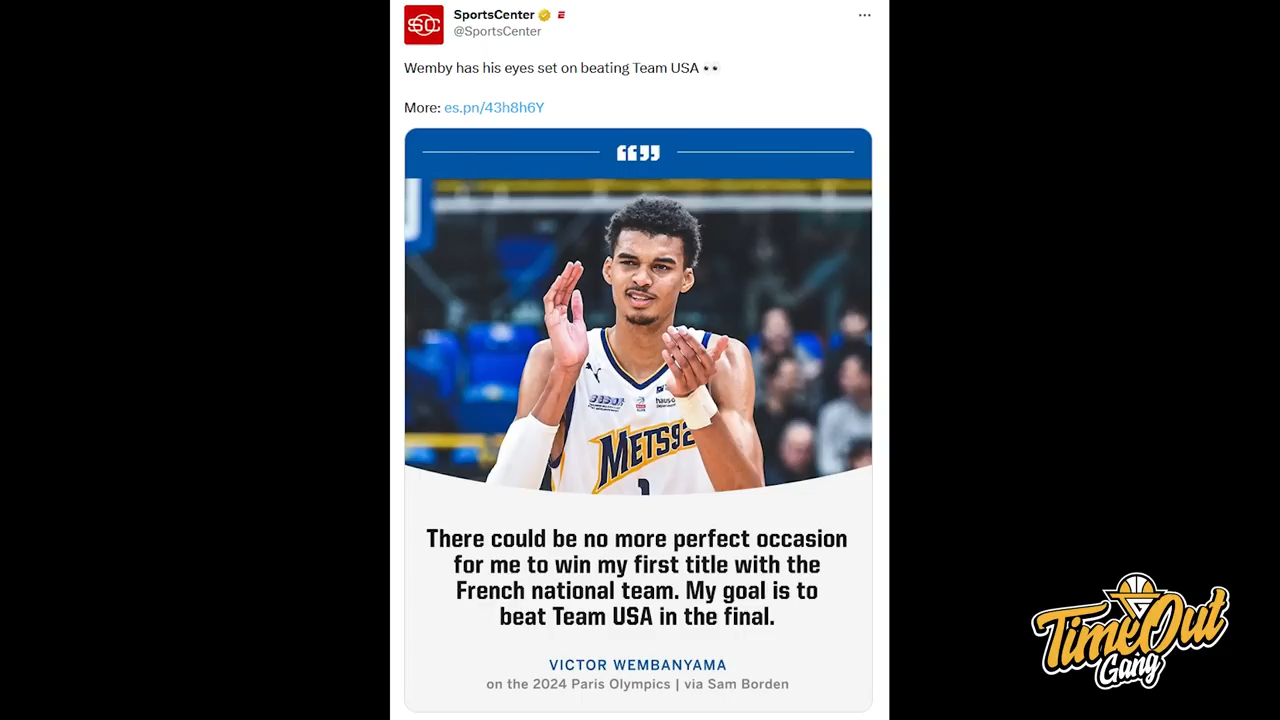 SC
SportsCenter
@SportsCenter
Wemby has his eyes set on beating Team USA 👀
More: es.pn/43h8h6Y
METS92
1
There could be no more perfect occasion
for me to win my first title with the
French national team. My goal is to
beat Team USA in the final.
VICTOR WEMBANYAMA
on the 2024 Paris Olympics | via Sam Borden
TimeOut
Gang